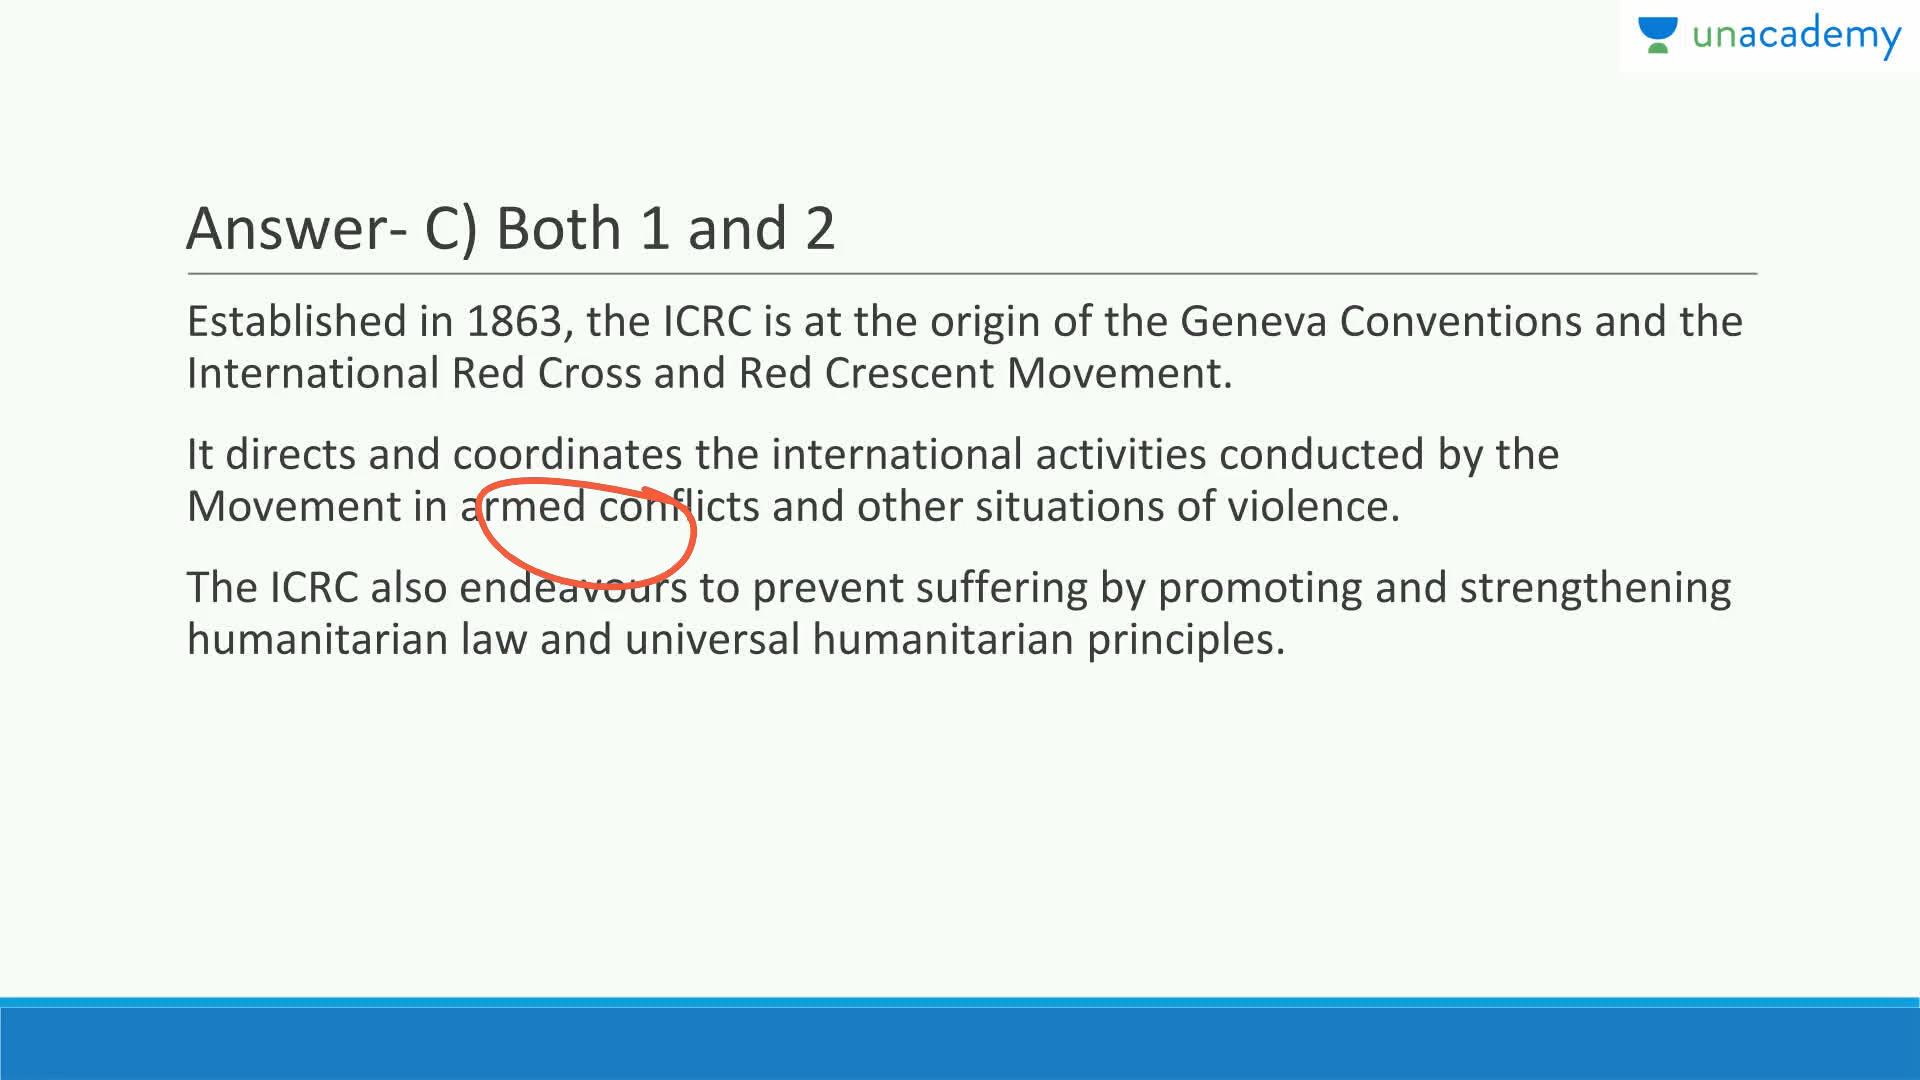 unacademy
Answer- C) Both 1 and 2
Established in 1863, the ICRC is at the origin of the Geneva Conventions and the
International Red Cross and Red Crescent Movement.
It directs and coordinates the international activities conducted by the
Movement in armed conflicts and other situations of violence.
The ICRC also endeavours to prevent suffering by promoting and strengthening
humanitarian law and universal humanitarian principles.